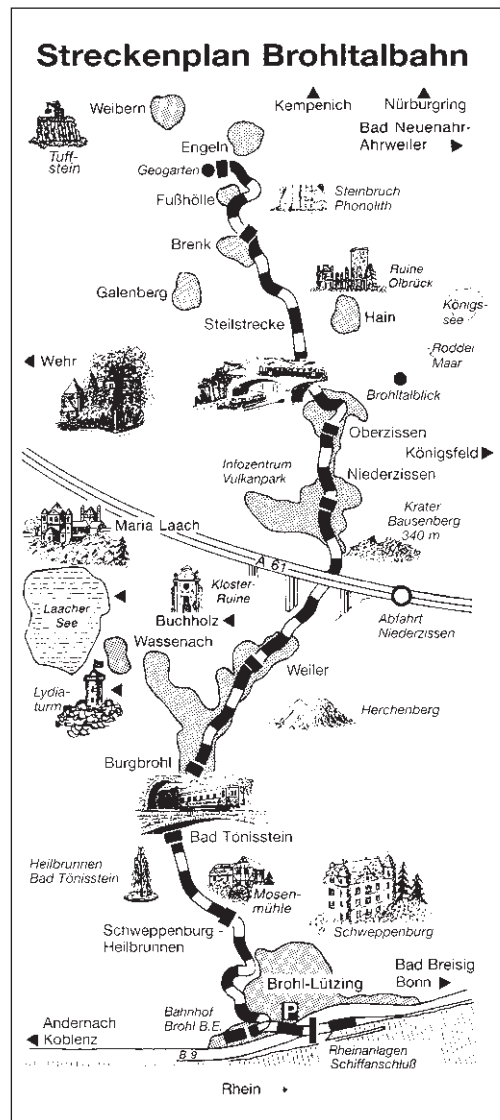 Streckenplan Brohltalbahn
Weibern
Kempenich
Nürburgring
Bad Neuenahr-
Ahrweiler
Tuff-
stein
Engeln
Geogarten
Fußhölle
Steinbruch
Phonolith
Brenk
Ruine
Olbrück
Galenberg
Hain
Königs-
see
Steilstrecke
Rodder
Maar
Wehr
Brohltalblick
Oberzissen
Königsfeld
Infozentrum
Vulkanpark
Niederzissen
Krater
Bausenberg
340 m
Maria Laach
A 61
Kloster-
Ruine
Laacher
See
Buchholz
Abfahrt
Niederzissen
Wassenach
Weiler
Lydia-
turm
Herchenberg
Burgbrohl
Bad Tönisstein
Heilbrunnen
Bad Tönisstein
Mosen-
mühle
Schweppenburg -
Heilbrunnen
Schweppenburg
Brohl-Lützing
Bad Breisig
Bonn
P
Bahnhof
Brohl B.E.
Andernach
Koblenz
B 9
Rheinanlagen
Schiffanschluß
Rhein